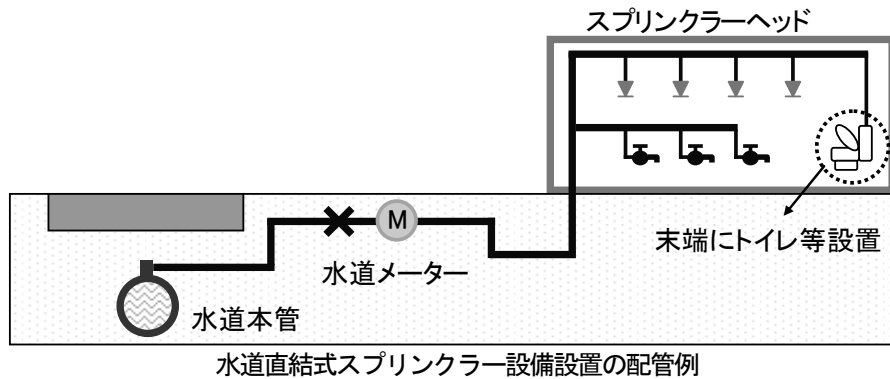 スプリンクラーヘッド
M
水道メーター
末端にトイレ等設置
水道本管
水道直結式スプリンクラー設備設置の配管例